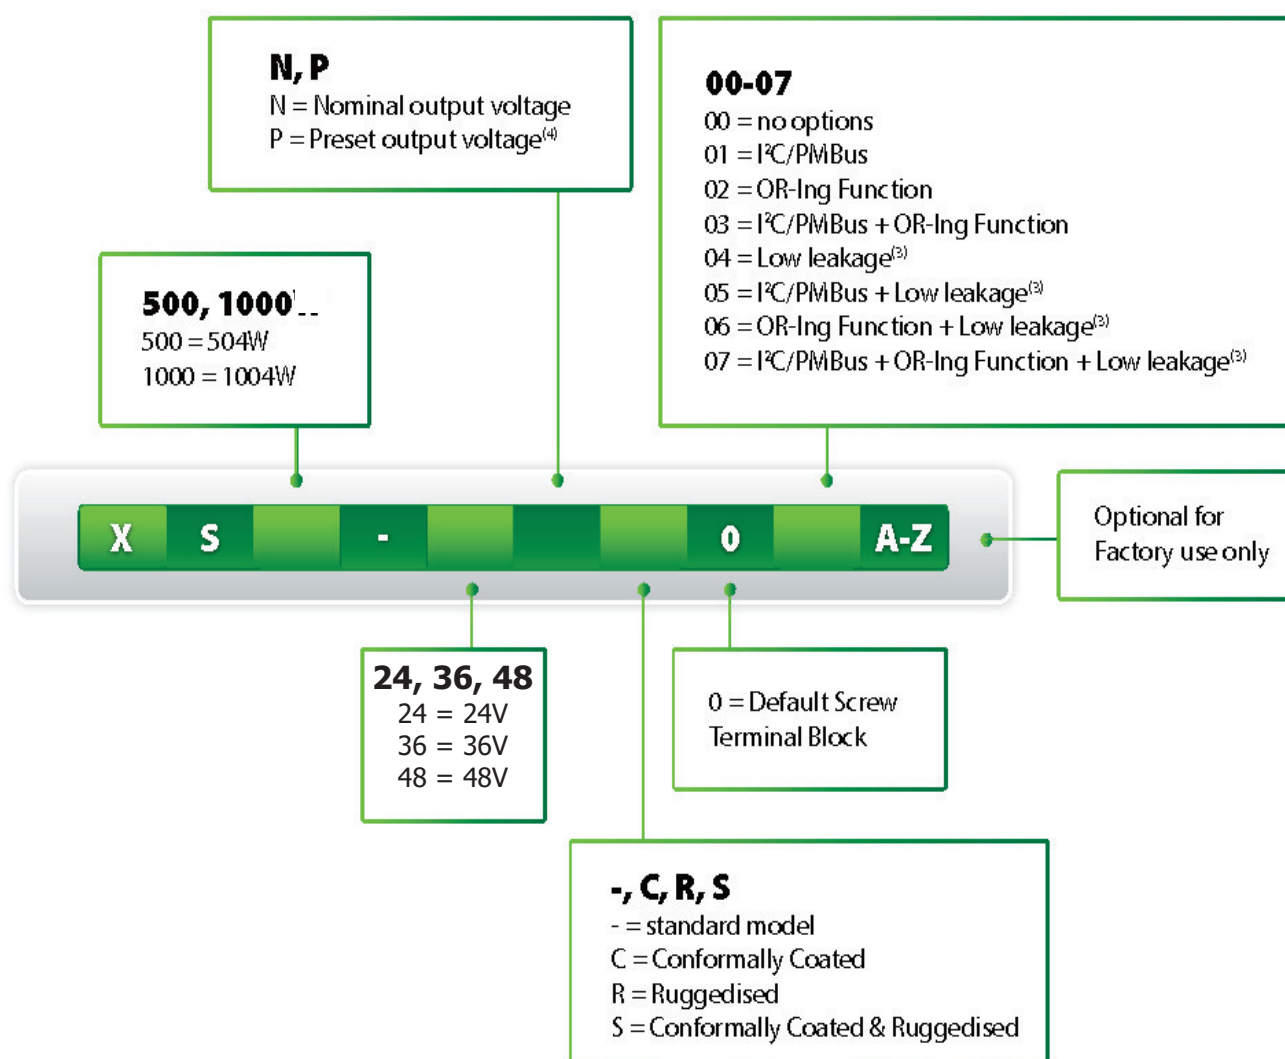 N, P
N = Nominal output voltage
P = Preset output voltage(4)
00-07
00 = no options
01 = I²C/PMBus
02 = OR-Ing Function
03 = I²C/PMBus + OR-Ing Function
04 = Low leakage(3)
05 = I²C/PMBus + Low leakage(3)
06 = OR-Ing Function + Low leakage(3)
07 = I²C/PMBus + OR-Ing Function + Low leakage(3)
500, 1000
500 = 504W
1000 = 1004W
X S - 0 A-Z
Optional for
Factory use only
24, 36, 48
24 = 24V
36 = 36V
48 = 48V
0 = Default Screw
Terminal Block
-, C, R, S
- = standard model
C = Conformally Coated
R = Ruggedised
S = Conformally Coated & Ruggedised